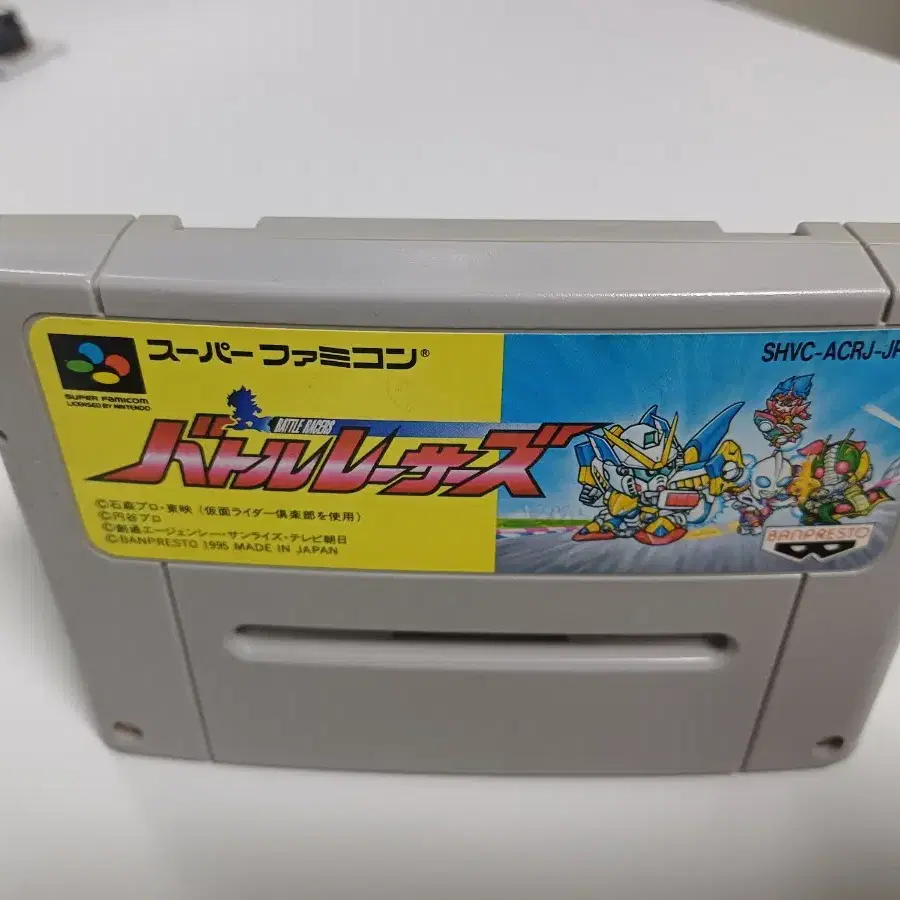 スーパーファミコン®
SHVC-ACRJ-JP
SUPER FAMICOM
LICENSED BY NINTENDO
BATTLE RACERS
バトルレーサーズ
©石森プロ・東映(仮面ライダー倶楽部を使用)
©円谷プロ
©創通エージェンシー・サンライズ・テレビ朝日
©BANPRESTO 1995 MADE IN JAPAN
BANPRESTO